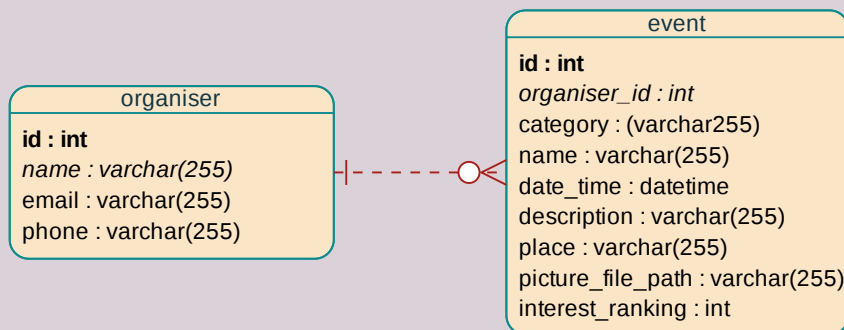 organiser
id : int
name : varchar(255)
email : varchar(255)
phone : varchar(255)
event
id : int
organiser_id : int
category : (varchar255)
name : varchar(255)
date_time : datetime
description : varchar(255)
place : varchar(255)
picture_file_path : varchar(255)
interest_ranking : int